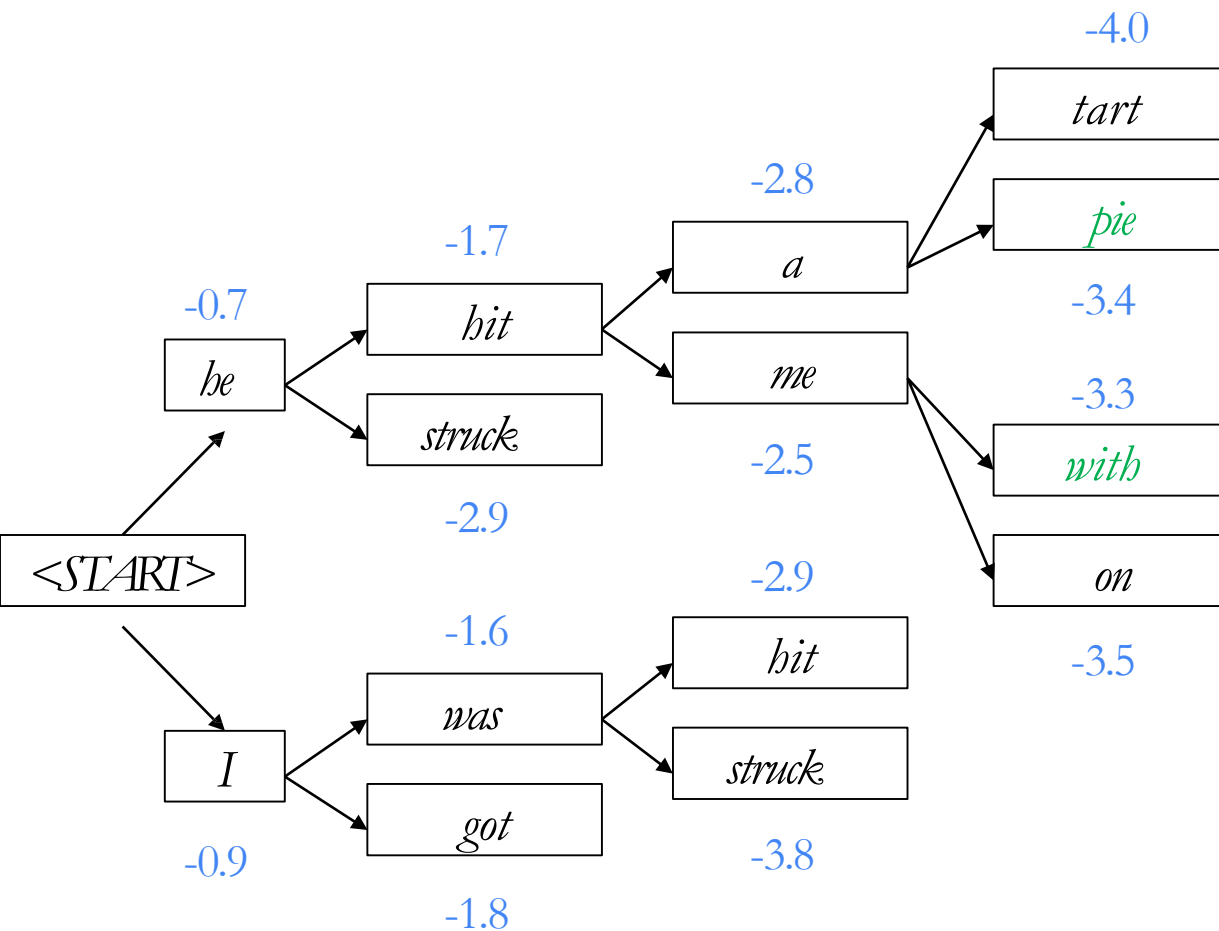 -4.0
tart
-2.8
pie
-1.7
a
-3.4
-0.7
hit
me
-3.3
he
struck
-2.5
with
-2.9
<START>
-2.9
on
-1.6
hit
-3.5
was
struck
I
got
-3.8
-0.9
-1.8